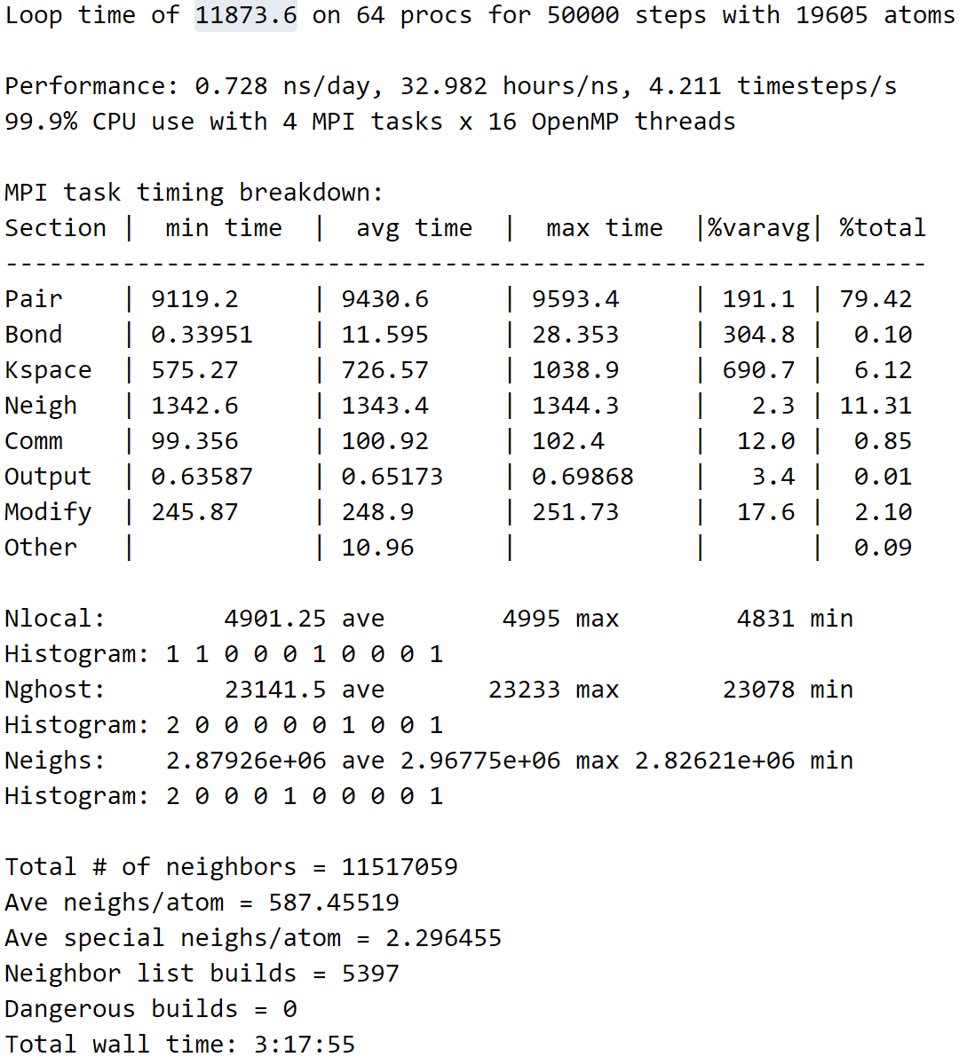 Loop time of 11873.6 on 64 procs for 50000 steps with 19605 atoms

Performance: 0.728 ns/day, 32.982 hours/ns, 4.211 timesteps/s
99.9% CPU use with 4 MPI tasks x 16 OpenMP threads

MPI task timing breakdown:
Section |  min time  |  avg time  |  max time  |%varavg| %total
---------------------------------------------------------------
Pair    | 9119.2     | 9430.6     | 9593.4     | 191.1 | 79.42
Bond    | 0.33951    | 11.595     | 28.353     | 304.8 |  0.10
Kspace  | 575.27     | 726.57     | 1038.9     | 690.7 |  6.12
Neigh   | 1342.6     | 1343.4     | 1344.3     |   2.3 | 11.31
Comm    | 99.356     | 100.92     | 102.4      |  12.0 |  0.85
Output  | 0.63587    | 0.65173    | 0.69868    |   3.4 |  0.01
Modify  | 245.87     | 248.9      | 251.73     |  17.6 |  2.10
Other   |            | 10.96      |            |       |  0.09

Nlocal:        4901.25 ave        4995 max        4831 min
Histogram: 1 1 0 0 0 1 0 0 0 1
Nghost:        23141.5 ave       23233 max       23078 min
Histogram: 2 0 0 0 0 0 1 0 0 1
Neighs:    2.87926e+06 ave 2.96775e+06 max 2.82621e+06 min
Histogram: 2 0 0 0 1 0 0 0 0 1

Total # of neighbors = 11517059
Ave neighs/atom = 587.45519
Ave special neighs/atom = 2.296455
Neighbor list builds = 5397
Dangerous builds = 0
Total wall time: 3:17:55